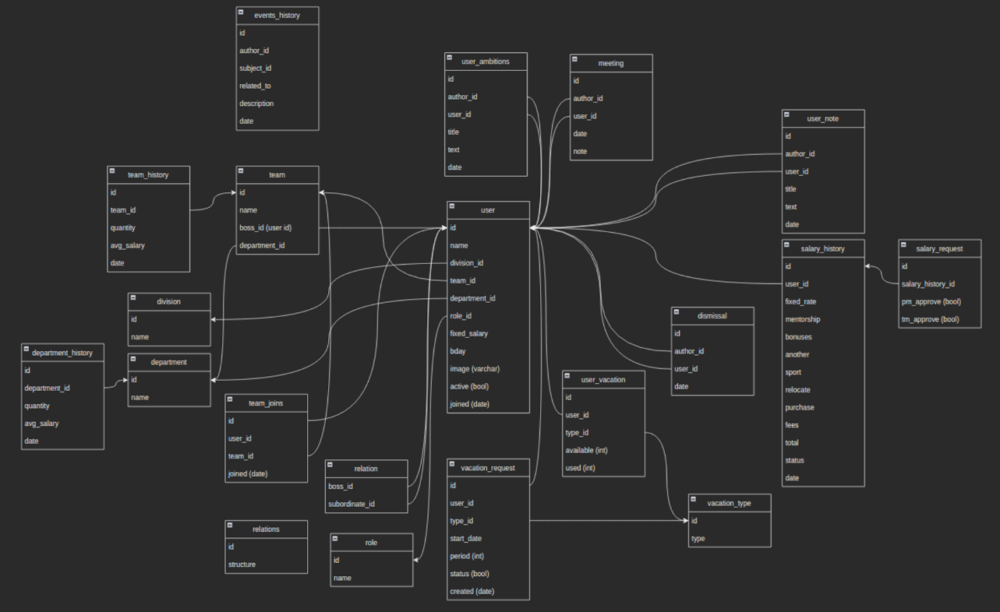 events_history
id
author_id
subject_id
related_to
description
date
user_ambitions
id
author_id
user_id
title
text
date
meeting
id
author_id
user_id
date
note
user_note
id
author_id
user_id
title
text
date
team_history
id
team_id
quantity
avg_salary
date
team
id
name
boss_id (user id)
department_id
user
id
name
division_id
team_id
department_id
role_id
fixed_salary
bday
image (varchar)
active (bool)
joined (date)
salary_history
id
user_id
fixed_rate
mentorship
bonuses
another
sport
relocate
purchase
fees
total
status
date
salary_request
id
salary_history_id
pm_approve (bool)
tm_approve (bool)
division
id
name
dismissal
id
author_id
user_id
date
department_history
id
department_id
quantity
avg_salary
date
department
id
name
user_vacation
id
user_id
type_id
available (int)
used (int)
team_joins
id
user_id
team_id
joined (date)
relation
boss_id
subordinate_id
vacation_request
id
user_id
type_id
start_date
period (int)
status (bool)
created (date)
vacation_type
id
type
relations
id
structure
role
id
name